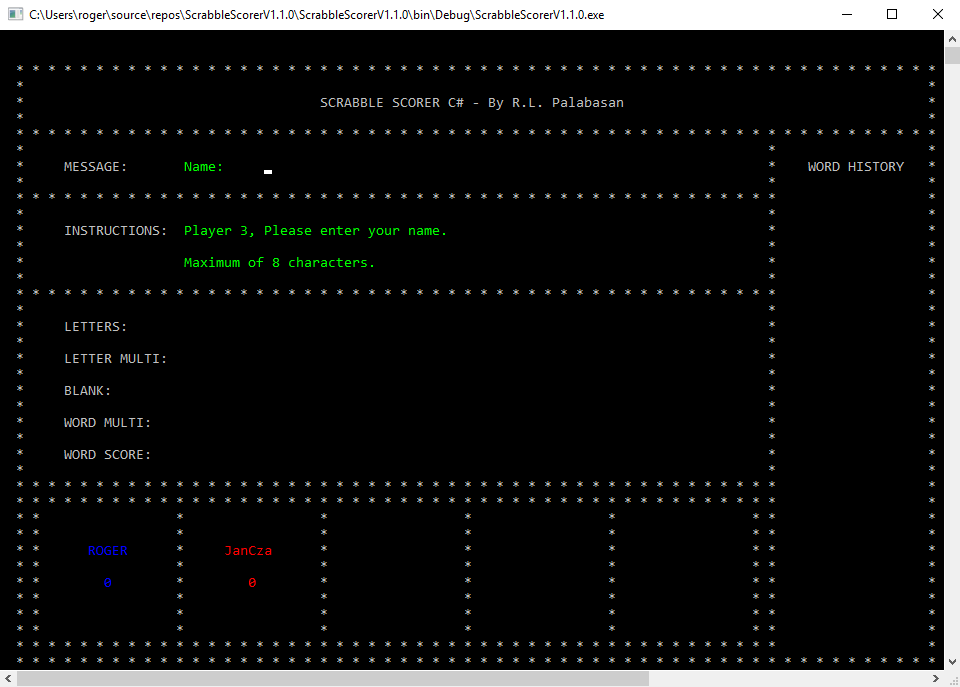 C:\Users\roger\source\repos\ScrabbleScorerV1.1.0\ScrabbleScorerV1.1.0\bin\Debug\ScrabbleScorerV1.1.0.exe
SCRABBLE SCORER C# - By R.L. Palabasan
MESSAGE: Name: WORD HISTORY
INSTRUCTIONS: Player 3, Please enter your name.
Maximum of 8 characters.
LETTERS:
LETTER MULTI:
BLANK:
WORD MULTI:
WORD SCORE:
ROGER JanCza
0 0